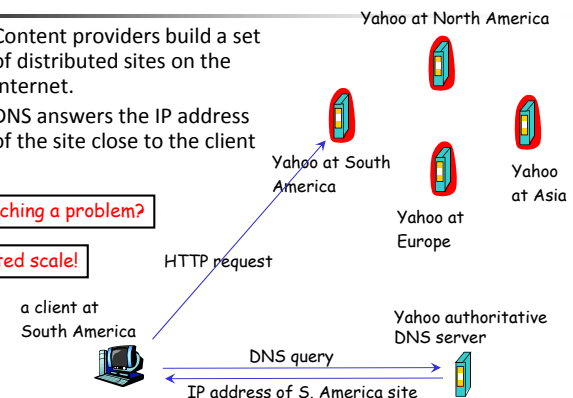 Content providers build a set
of distributed sites on the
DNS answers the IP address
of the site close to the client
Yahoo at North America
Yahoo at South
America
Yahoo
at Asia
Yahoo at
Europe
a problem?
scale!
HTTP request
a client at
South America
Yahoo authoritative
DNS server
DNS query
IP address of S. America site